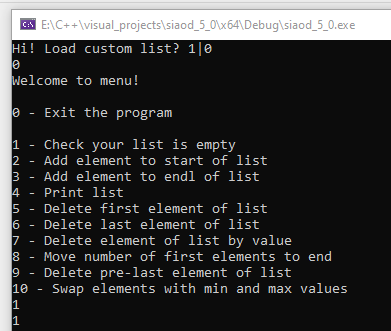 E:\C++\visual_projects\siaod_5_0\x64\Debug\siaod_5_0.exe
Hi! Load custom list? 1|0
0
Welcome to menu!
0 - Exit the program
1 - Check your list is empty
2 - Add element to start of list
3 - Add element to endl of list
4 - Print list
5 - Delete first element of list
6 - Delete last element of list
7 - Delete element of list by value
8 - Move number of first elements to end
9 - Delete pre-last element of list
10 - Swap elements with min and max values
1
1